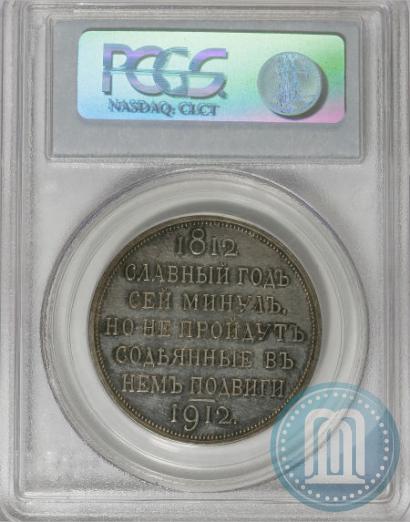 PCGS
NASDAQ: CLCT
1812
СЛАВНЫЙ ГОДЪ
СЕЙ МИНУЛЪ,
НО НЕ ПРОЙДУТЪ
СОДѢЯННЫЕ ВЪ
НЕМЪ ПОДВИГИ
1912.